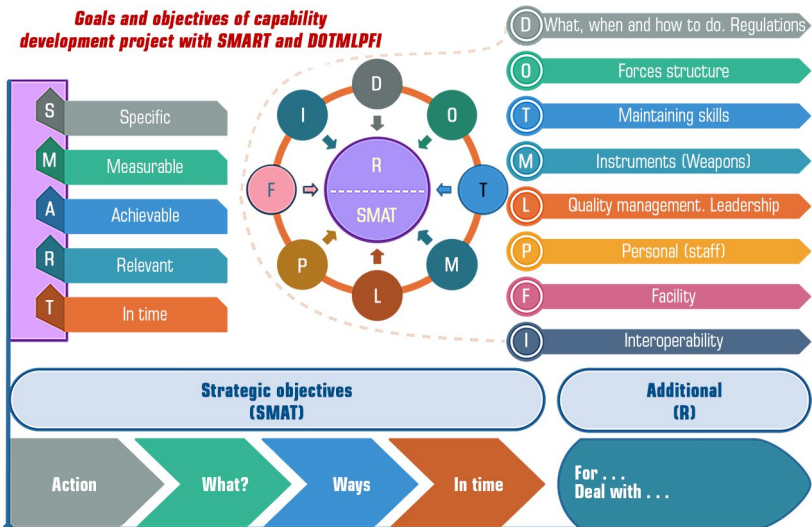 Goals and objectives of capability
development project with SMART and DOTMLPFI
S
Specific
M
Measurable
A
Achievable
R
Relevant
T
In time
D
O
T
M
L
P
F
I
R
SMAT
D
What, when and how to do. Regulations
O
Forces structure
T
Maintaining skills
M
Instruments (Weapons)
L
Quality management. Leadership
P
Personal (staff)
F
Facility
I
Interoperability
Strategic objectives
(SMAT)
Additional
(R)
Action
What?
Ways
In time
For . . .
Deal with . . .